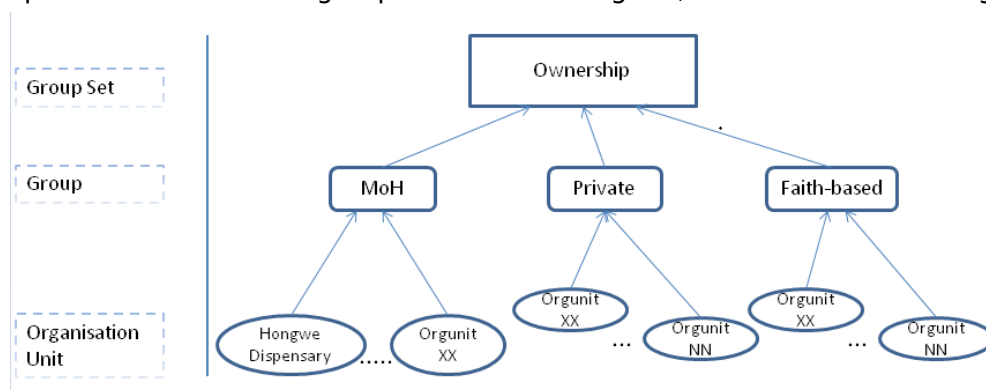 Ownership
Group Set
Group
MoH
Private
Faith-based
Orgunit
XX
Orgunit
XX
Organisation
Unit
Hongwe
Dispensary
.....
Orgunit
XX
...
Orgunit
NN
...
Orgunit
NN